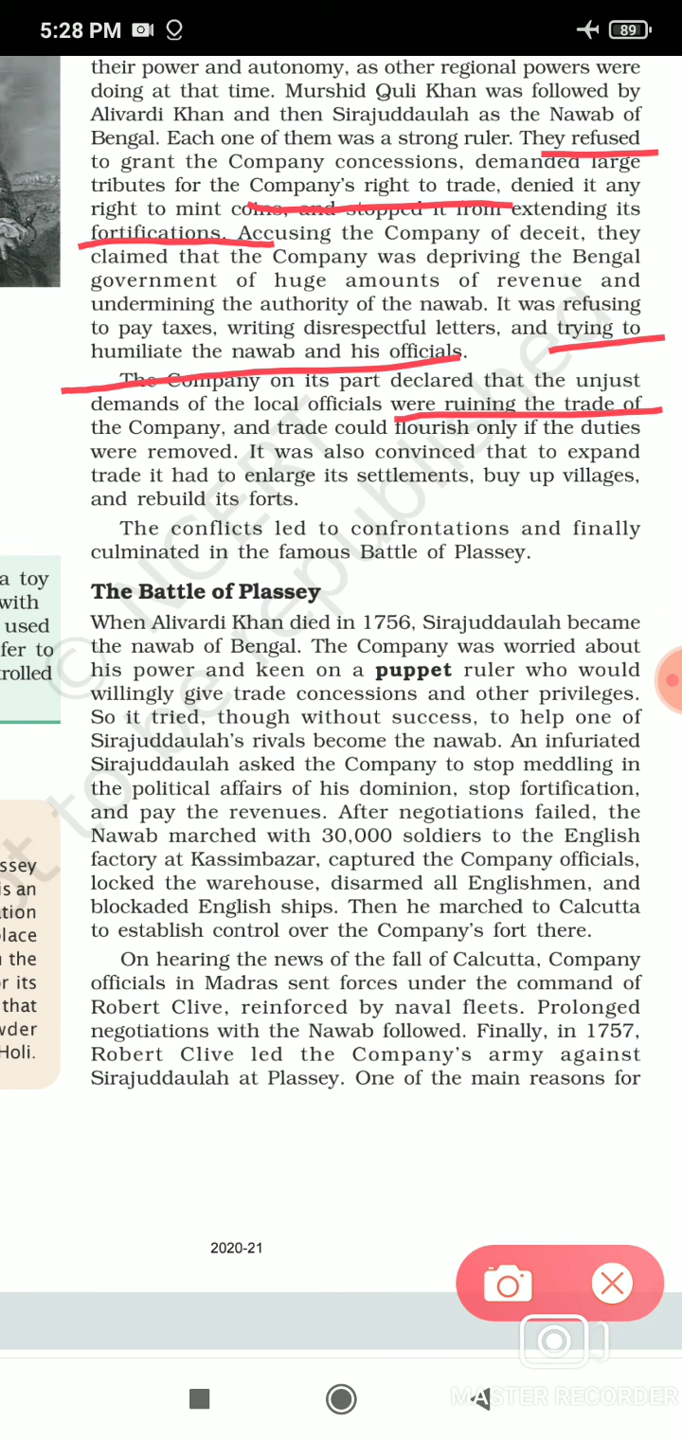 5:28 PM
89
their power and autonomy, as other regional powers were
doing at that time. Murshid Quli Khan was followed by
Alivardi Khan and then Sirajuddaulah as the Nawab of
Bengal. Each one of them was a strong ruler. They refused
to grant the Company concessions, demanded large
tributes for the Company's right to trade, denied it any
right to mint coins, and stopped it from extending its
fortifications. Accusing the Company of deceit, they
claimed that the Company was depriving the Bengal
government of huge amounts of revenue and
undermining the authority of the nawab. It was refusing
to pay taxes, writing disrespectful letters, and trying to
humiliate the nawab and his officials.
The Company on its part declared that the unjust
demands of the local officials were ruining the trade of
the Company, and trade could flourish only if the duties
were removed. It was also convinced that to expand
trade it had to enlarge its settlements, buy up villages,
and rebuild its forts.
The conflicts led to confrontations and finally
culminated in the famous Battle of Plassey.
The Battle of Plassey
When Alivardi Khan died in 1756, Sirajuddaulah became
the nawab of Bengal. The Company was worried about
his power and keen on a puppet ruler who would
willingly give trade concessions and other privileges.
So it tried, though without success, to help one of
Sirajuddaulah's rivals become the nawab. An infuriated
Sirajuddaulah asked the Company to stop meddling in
the political affairs of his dominion, stop fortification,
and pay the revenues. After negotiations failed, the
Nawab marched with 30,000 soldiers to the English
factory at Kassimbazar, captured the Company officials,
locked the warehouse, disarmed all Englishmen, and
blockaded English ships. Then he marched to Calcutta
to establish control over the Company's fort there.
On hearing the news of the fall of Calcutta, Company
officials in Madras sent forces under the command of
Robert Clive, reinforced by naval fleets. Prolonged
negotiations with the Nawab followed. Finally, in 1757,
Robert Clive led the Company's army against
Sirajuddaulah at Plassey. One of the main reasons for
a toy
with
used
fer to
rolled
ssey
is an
tion
lace
the
r its
that
wder
Holi.
© NCERT
not to be republished
2020-21
MASTER RECORDER